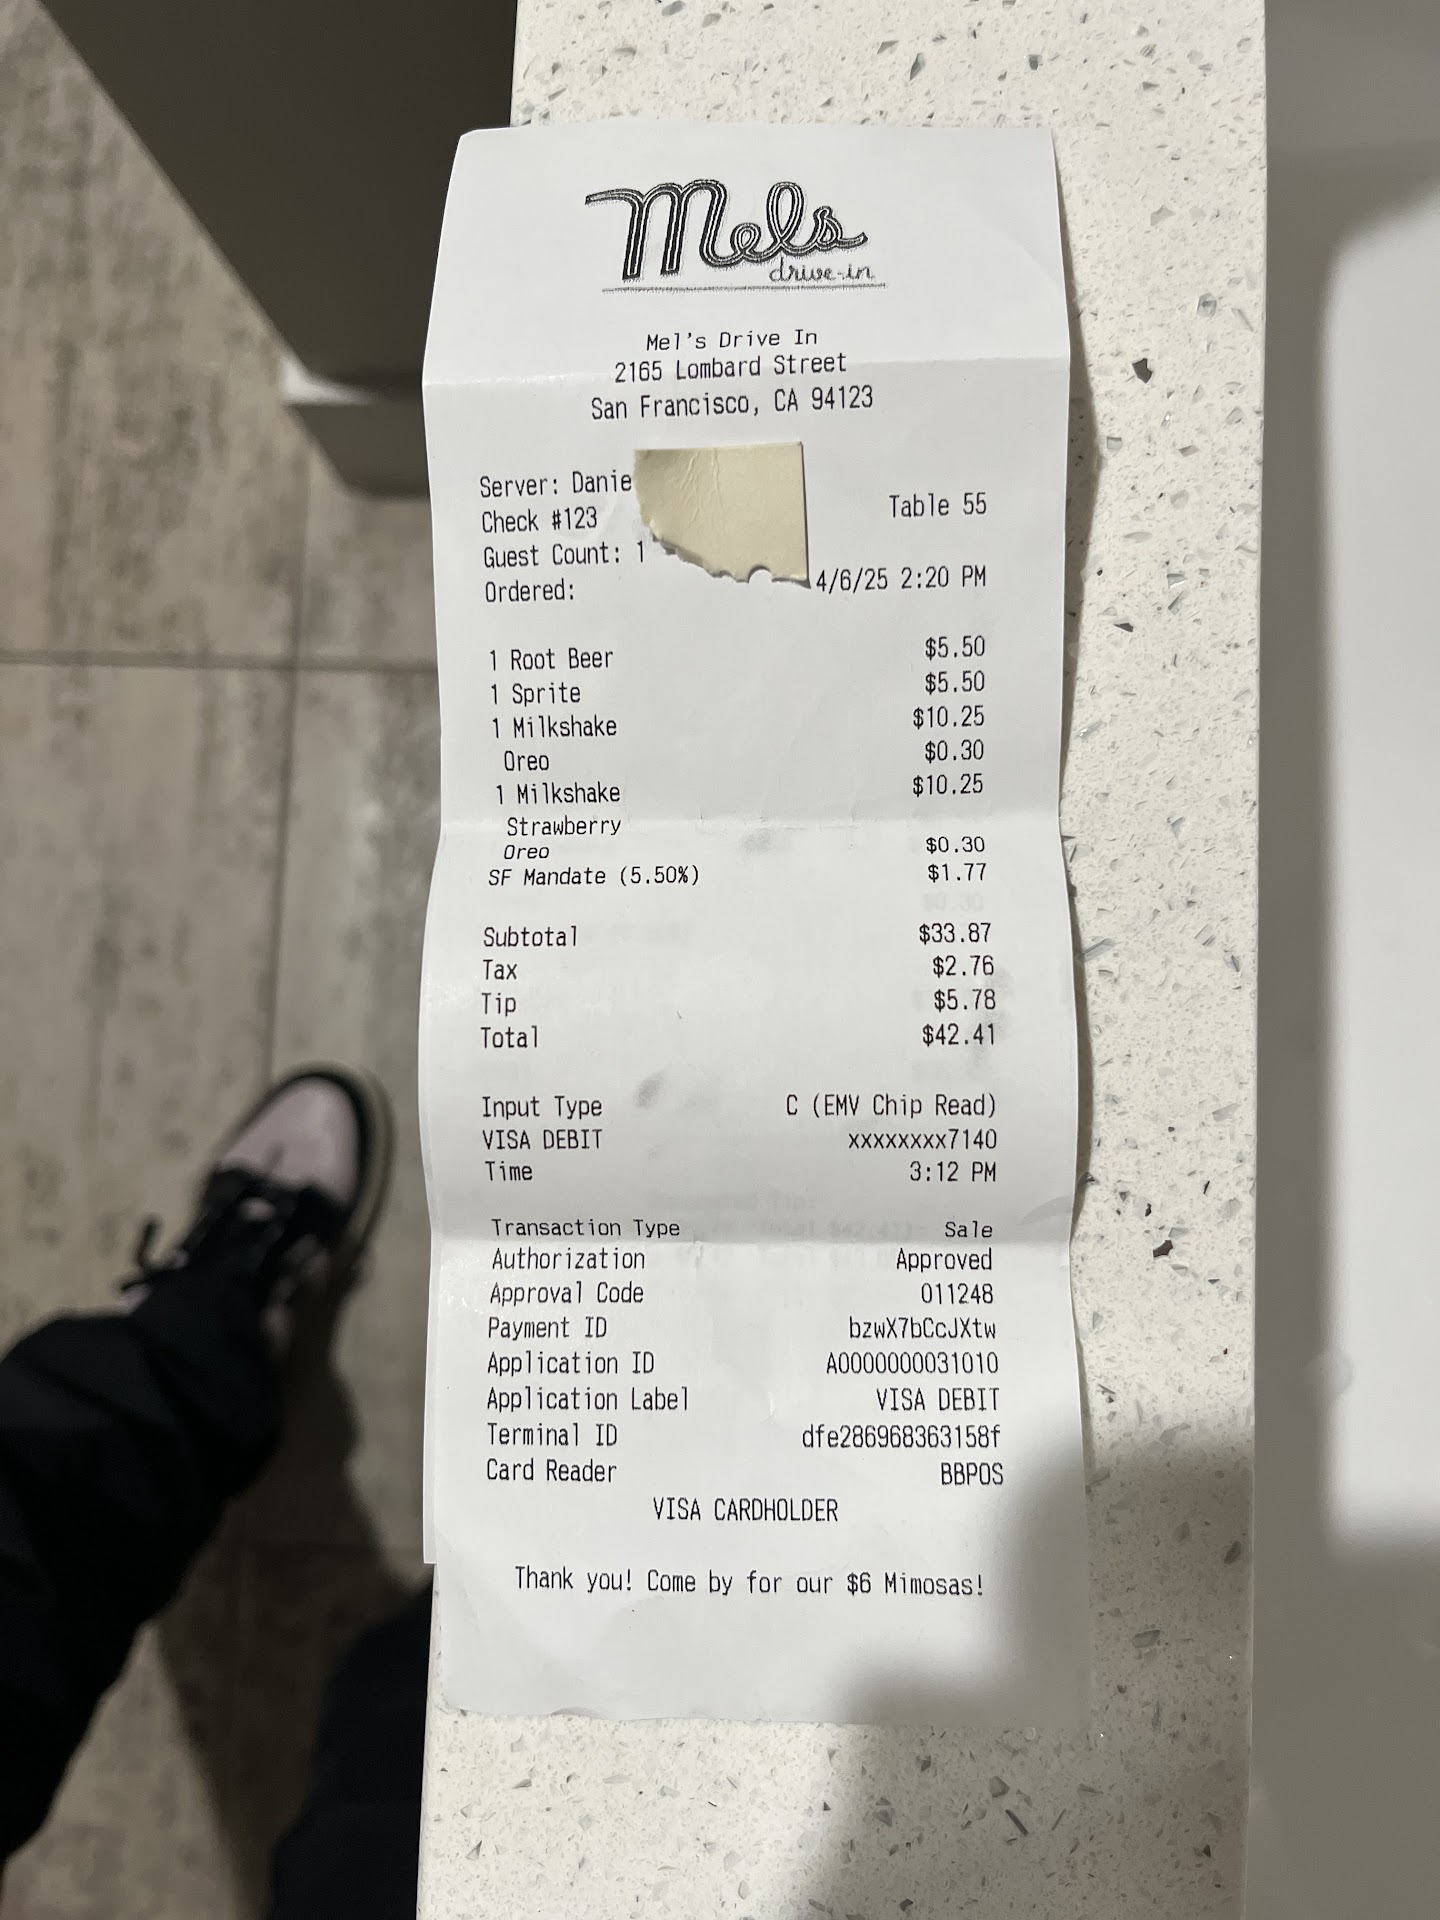 Mels
drive-in
Mel's Drive In
2165 Lombard Street
San Francisco, CA 94123
Server: Danie
Check #123 Table 55
Guest Count: 1
Ordered: 4/6/25 2:20 PM
1 Root Beer $5.50
1 Sprite $5.50
1 Milkshake $10.25
Oreo $0.30
1 Milkshake $10.25
Strawberry
Oreo $0.30
SF Mandate (5.50%) $1.77
Subtotal $33.87
Tax $2.76
Tip $5.78
Total $42.41
Input Type C (EMV Chip Read)
VISA DEBIT xxxxxxxx7140
Time 3:12 PM
Transaction Type Sale
Authorization Approved
Approval Code 011248
Payment ID bzwX7bCcJXtw
Application ID A0000000031010
Application Label VISA DEBIT
Terminal ID dfe286968363158f
Card Reader BBPOS
VISA CARDHOLDER
Thank you! Come by for our $6 Mimosas!